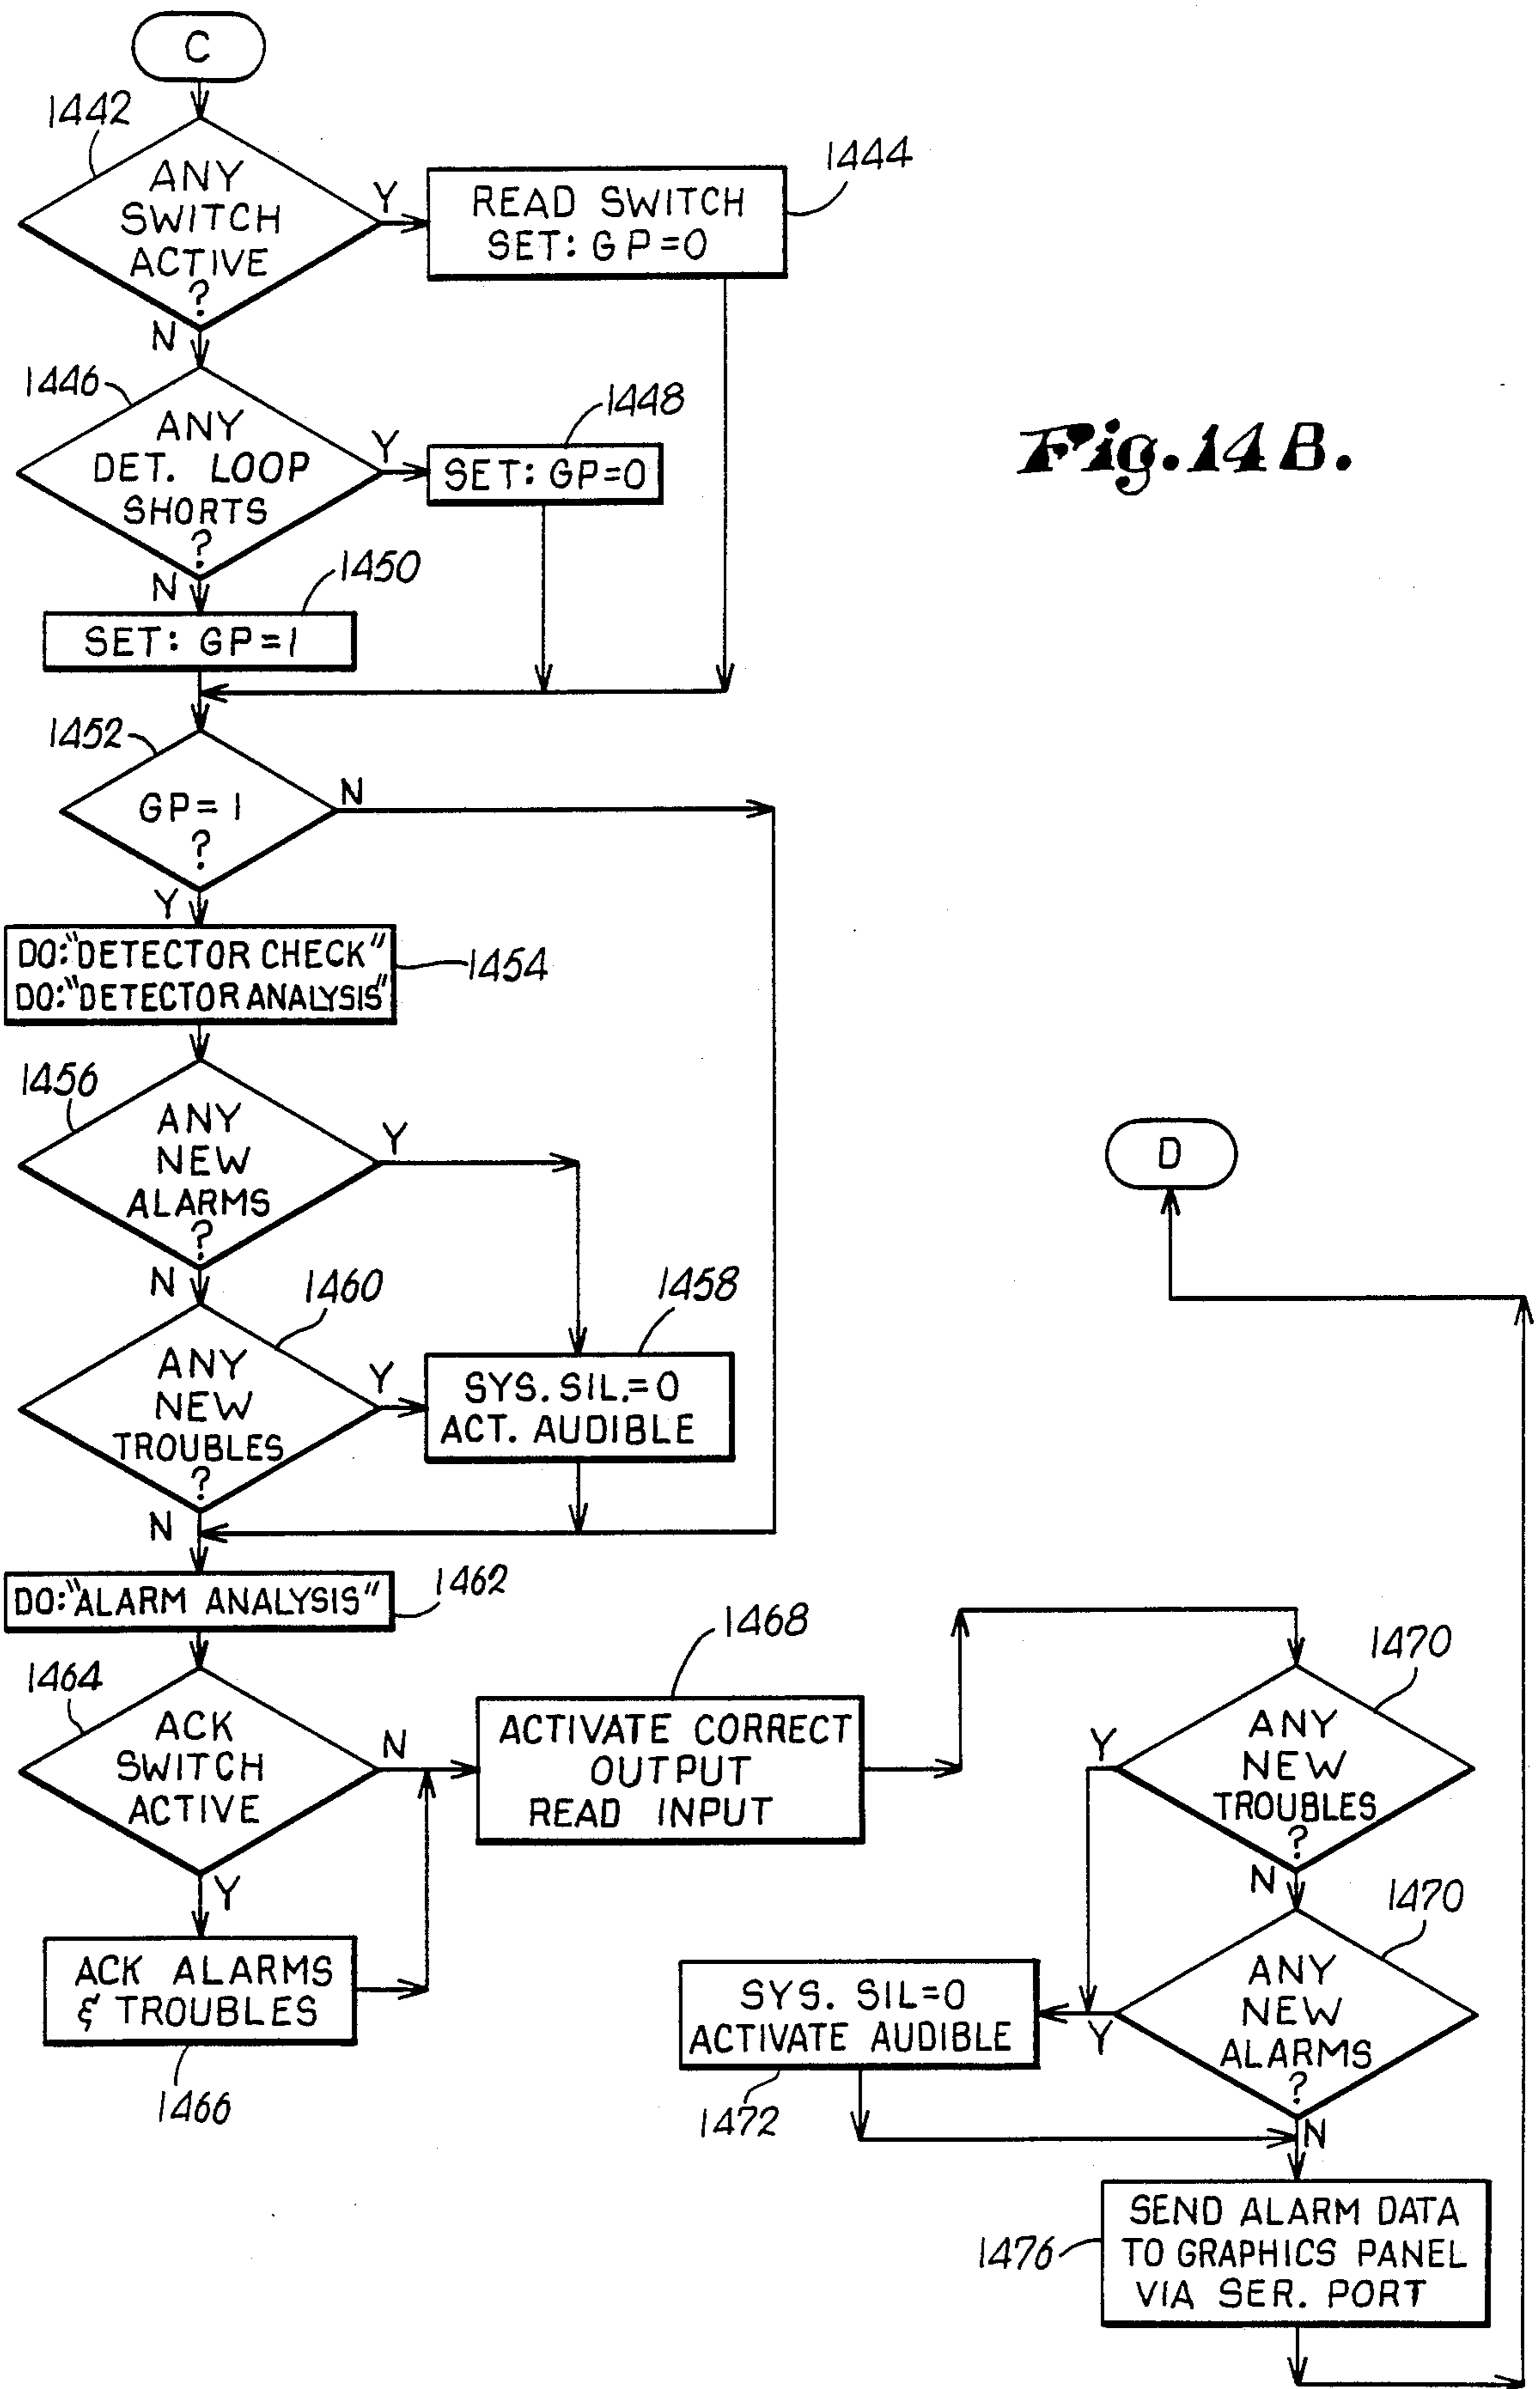 C
1442
ANY
SWITCH
ACTIVE
?
Y
N
READ SWITCH
SET: GP=0
1444
1446
ANY
DET. LOOP
SHORTS
?
Y
N
SET: GP=0
1448
Fig.14B.
1450
SET: GP=1
1452
GP=1
?
N
Y
DO:"DETECTOR CHECK"
DO:"DETECTOR ANALYSIS"
1454
1456
ANY
NEW
ALARMS
?
Y
N
D
1460
ANY
NEW
TROUBLES
?
Y
N
1458
SYS. SIL.=0
ACT. AUDIBLE
DO:"ALARM ANALYSIS"
1462
1464
ACK
SWITCH
ACTIVE
N
Y
ACK ALARMS
& TROUBLES
1466
1468
ACTIVATE CORRECT
OUTPUT
READ INPUT
1470
ANY
NEW
TROUBLES
?
Y
N
1470
ANY
NEW
ALARMS
?
Y
N
SYS. SIL=0
ACTIVATE AUDIBLE
1472
SEND ALARM DATA
TO GRAPHICS PANEL
VIA SER. PORT
1476